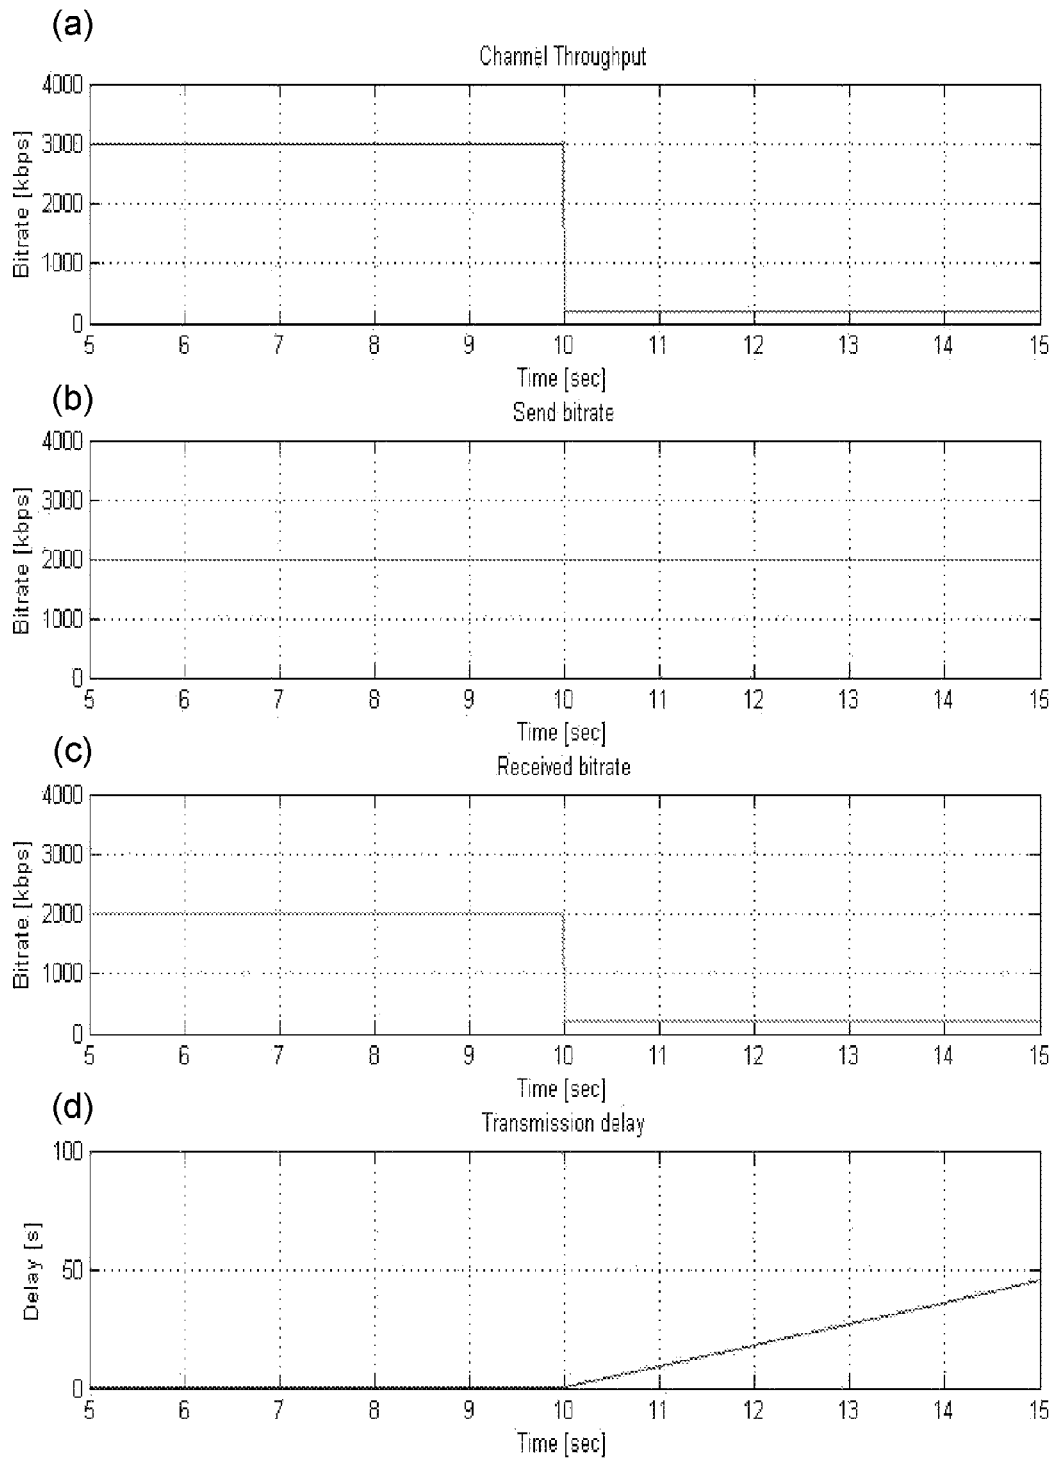 (a)
Channel Throughput
4000
3000
2000
1000
0
Bitrate [kbps]
5 6 7 8 9 10 11 12 13 14 15
Time [sec]
(b)
Send bitrate
4000
3000
2000
1000
0
Bitrate [kbps]
5 6 7 8 9 10 11 12 13 14 15
Time [sec]
(c)
Received bitrate
4000
3000
2000
1000
0
Bitrate [kbps]
5 6 7 8 9 10 11 12 13 14 15
Time [sec]
(d)
Transmission delay
100
50
0
Delay [s]
5 6 7 8 9 10 11 12 13 14 15
Time [sec]